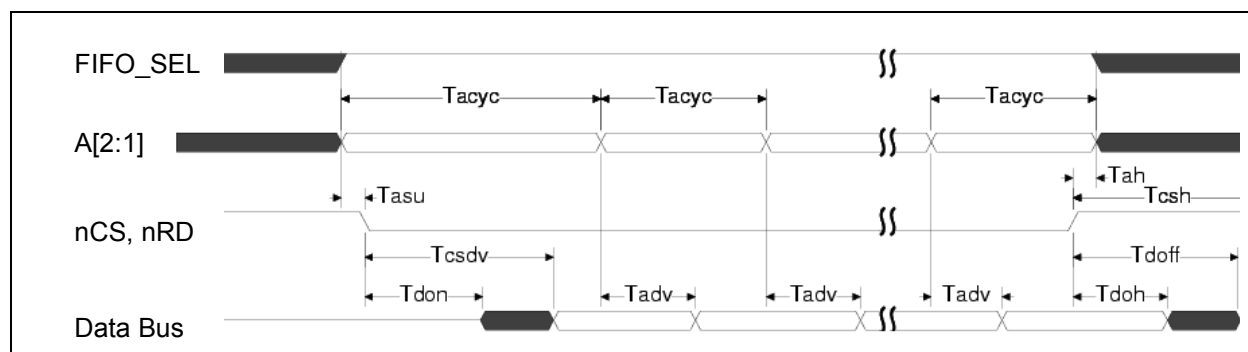 FIFO_SEL
Tacyc Tacyc Tacyc
A[2:1]
Tah
Tasu Tcsh
nCS, nRD
Tcsdv Tdoff
Tdon Tadv Tadv Tadv Tdoh
Data Bus